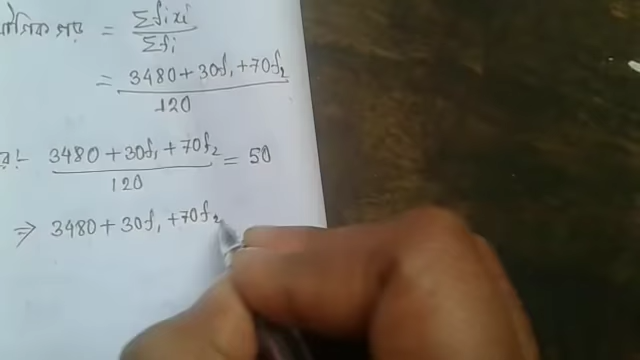 যৌগিক গড় = Σfixi / Σfi
= 3480 + 30f₁ + 70f₂ / 120
3480 + 30f₁ + 70f₂ / 120 = 50
⇒ 3480 + 30f₁ + 70f₂